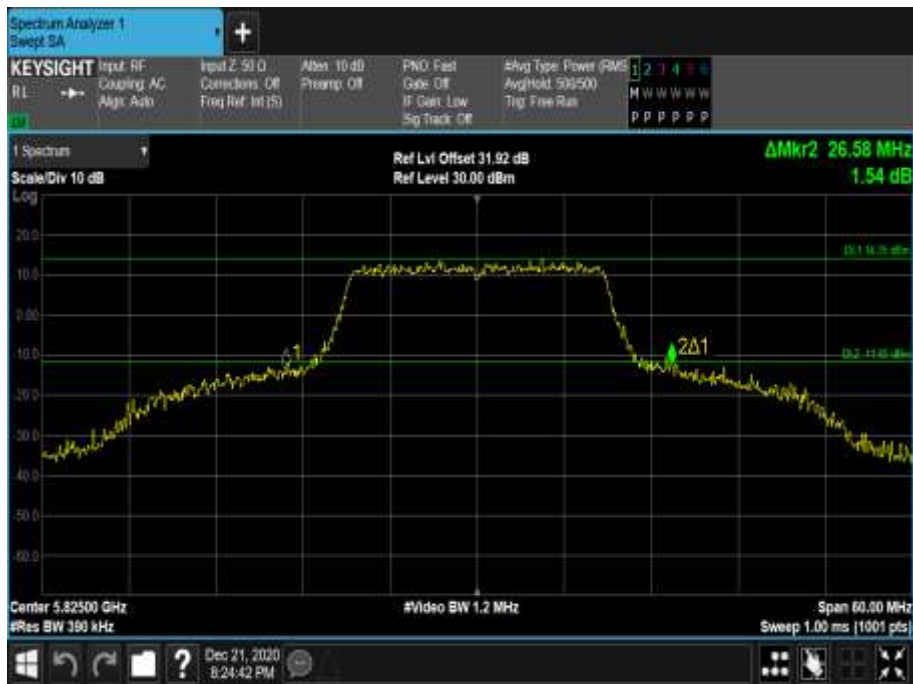 Spectrum Analyzer 1
Swept SA
+
KEYSIGHT Input: RF Input Z: 50 Ω Atten: 10 dB PNO: Fast #Avg Type: Power (RMS 1 2 3 4 5 6
RL Coupling: AC Corrections: Off Preamp: Off Gate: Off Avg|Hold: 500/500 M W W W W W
Align: Auto Freq Ref: Int (S) IF Gain: Low Trig: Free Run
Sig Track: Off P P P P P P
1 Spectrum
Ref Lvl Offset 31.92 dB
ΔMkr2 26.58 MHz
Scale/Div 10 dB
Ref Level 30.00 dBm
1.54 dB
Log
20.0
10.0
0.00
-10.0
-20.0
-30.0
-40.0
-50.0
-60.0
1
2Δ1
Center 5.82500 GHz
#Video BW 1.2 MHz
Span 60.00 MHz
#Res BW 390 kHz
Sweep 1.00 ms (1001 pts)
?
Dec 21, 2020
8:24:42 PM